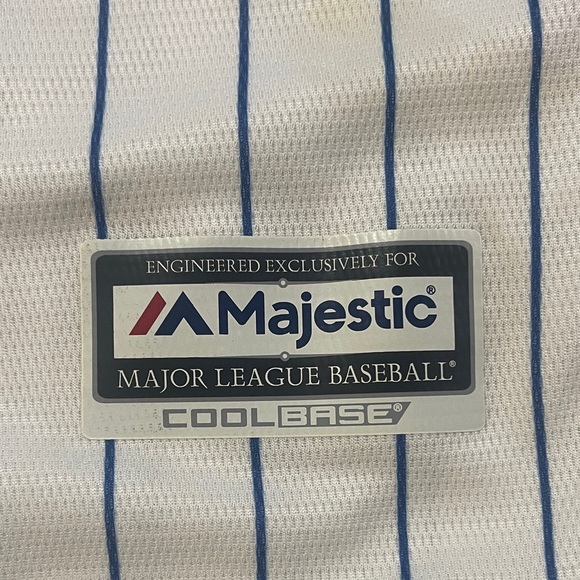 ENGINEERED EXCLUSIVELY FOR
Majestic®
MAJOR LEAGUE BASEBALL®
COOLBASE®